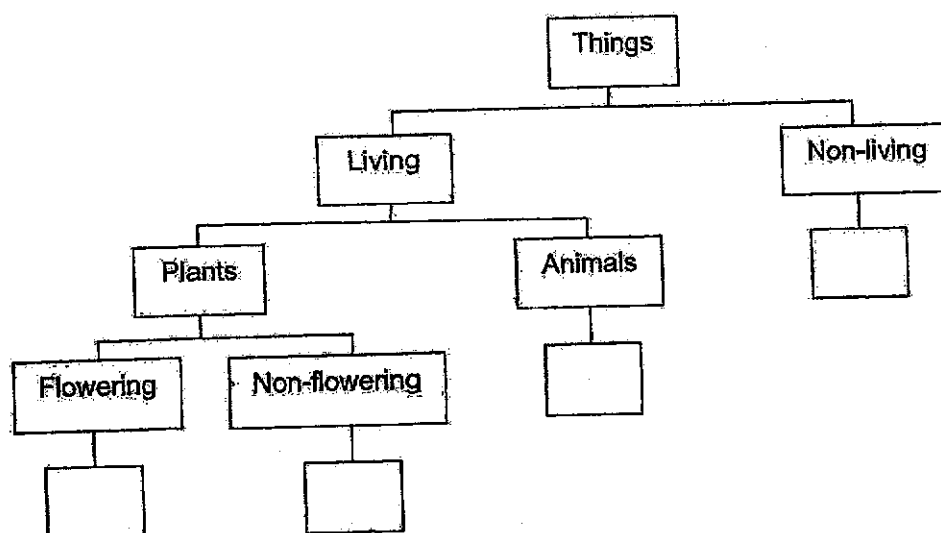 Things
Living
Non-living
Plants
Animals
Flowering
Non-flowering